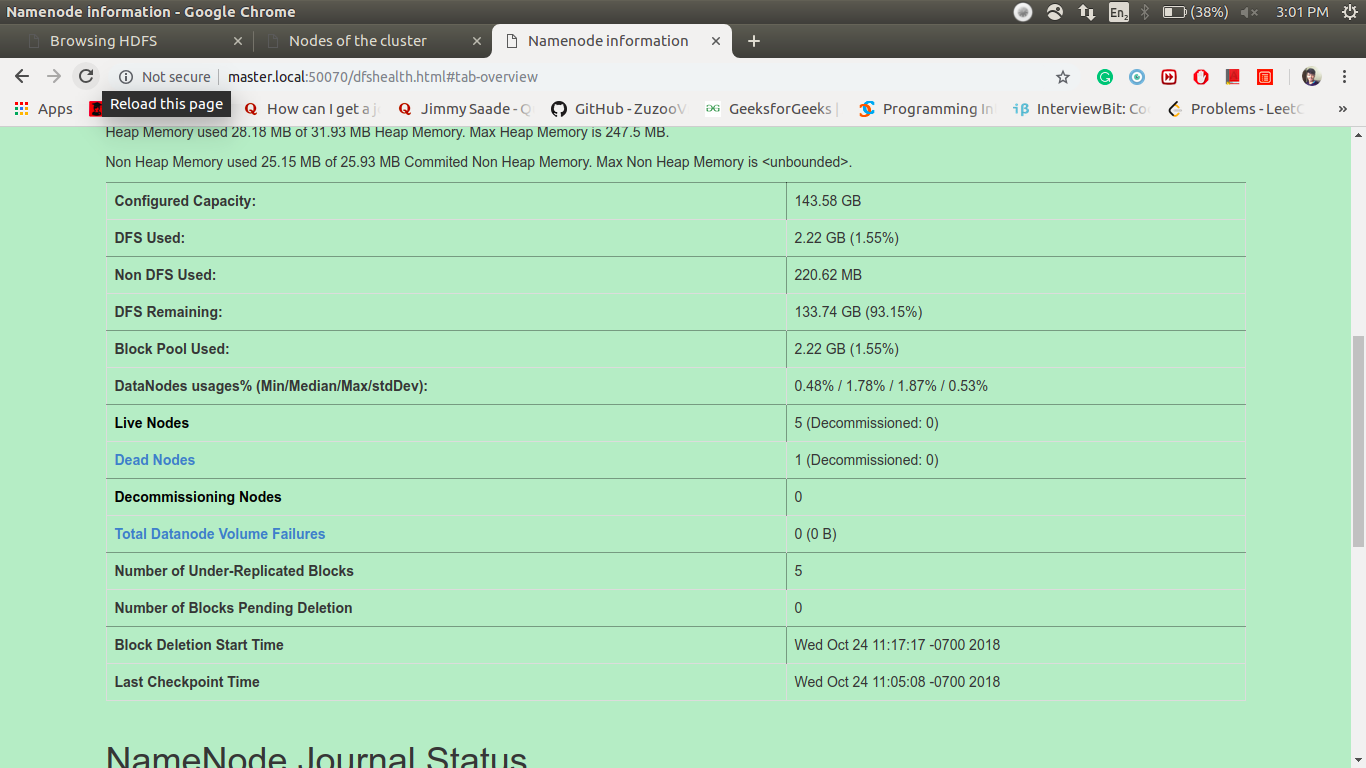 Namenode information - Google Chrome
En2 (38%) 3:01 PM
Browsing HDFS × Nodes of the cluster × Namenode information × +
Not secure master.local:50070/dfshealth.html#tab-overview
Apps Reload this page Q How can I get a j Q Jimmy Saade - Q GitHub - ZuzooV GeeksforGeeks | Programming In InterviewBit: Co Problems - LeetC »
Heap Memory used 28.18 MB of 31.93 MB Heap Memory. Max Heap Memory is 247.5 MB.
Non Heap Memory used 25.15 MB of 25.93 MB Commited Non Heap Memory. Max Non Heap Memory is <unbounded>.
Configured Capacity: 143.58 GB
DFS Used: 2.22 GB (1.55%)
Non DFS Used: 220.62 MB
DFS Remaining: 133.74 GB (93.15%)
Block Pool Used: 2.22 GB (1.55%)
DataNodes usages% (Min/Median/Max/stdDev): 0.48% / 1.78% / 1.87% / 0.53%
Live Nodes 5 (Decommissioned: 0)
Dead Nodes 1 (Decommissioned: 0)
Decommissioning Nodes 0
Total Datanode Volume Failures 0 (0 B)
Number of Under-Replicated Blocks 5
Number of Blocks Pending Deletion 0
Block Deletion Start Time Wed Oct 24 11:17:17 -0700 2018
Last Checkpoint Time Wed Oct 24 11:05:08 -0700 2018
NameNode Journal Status